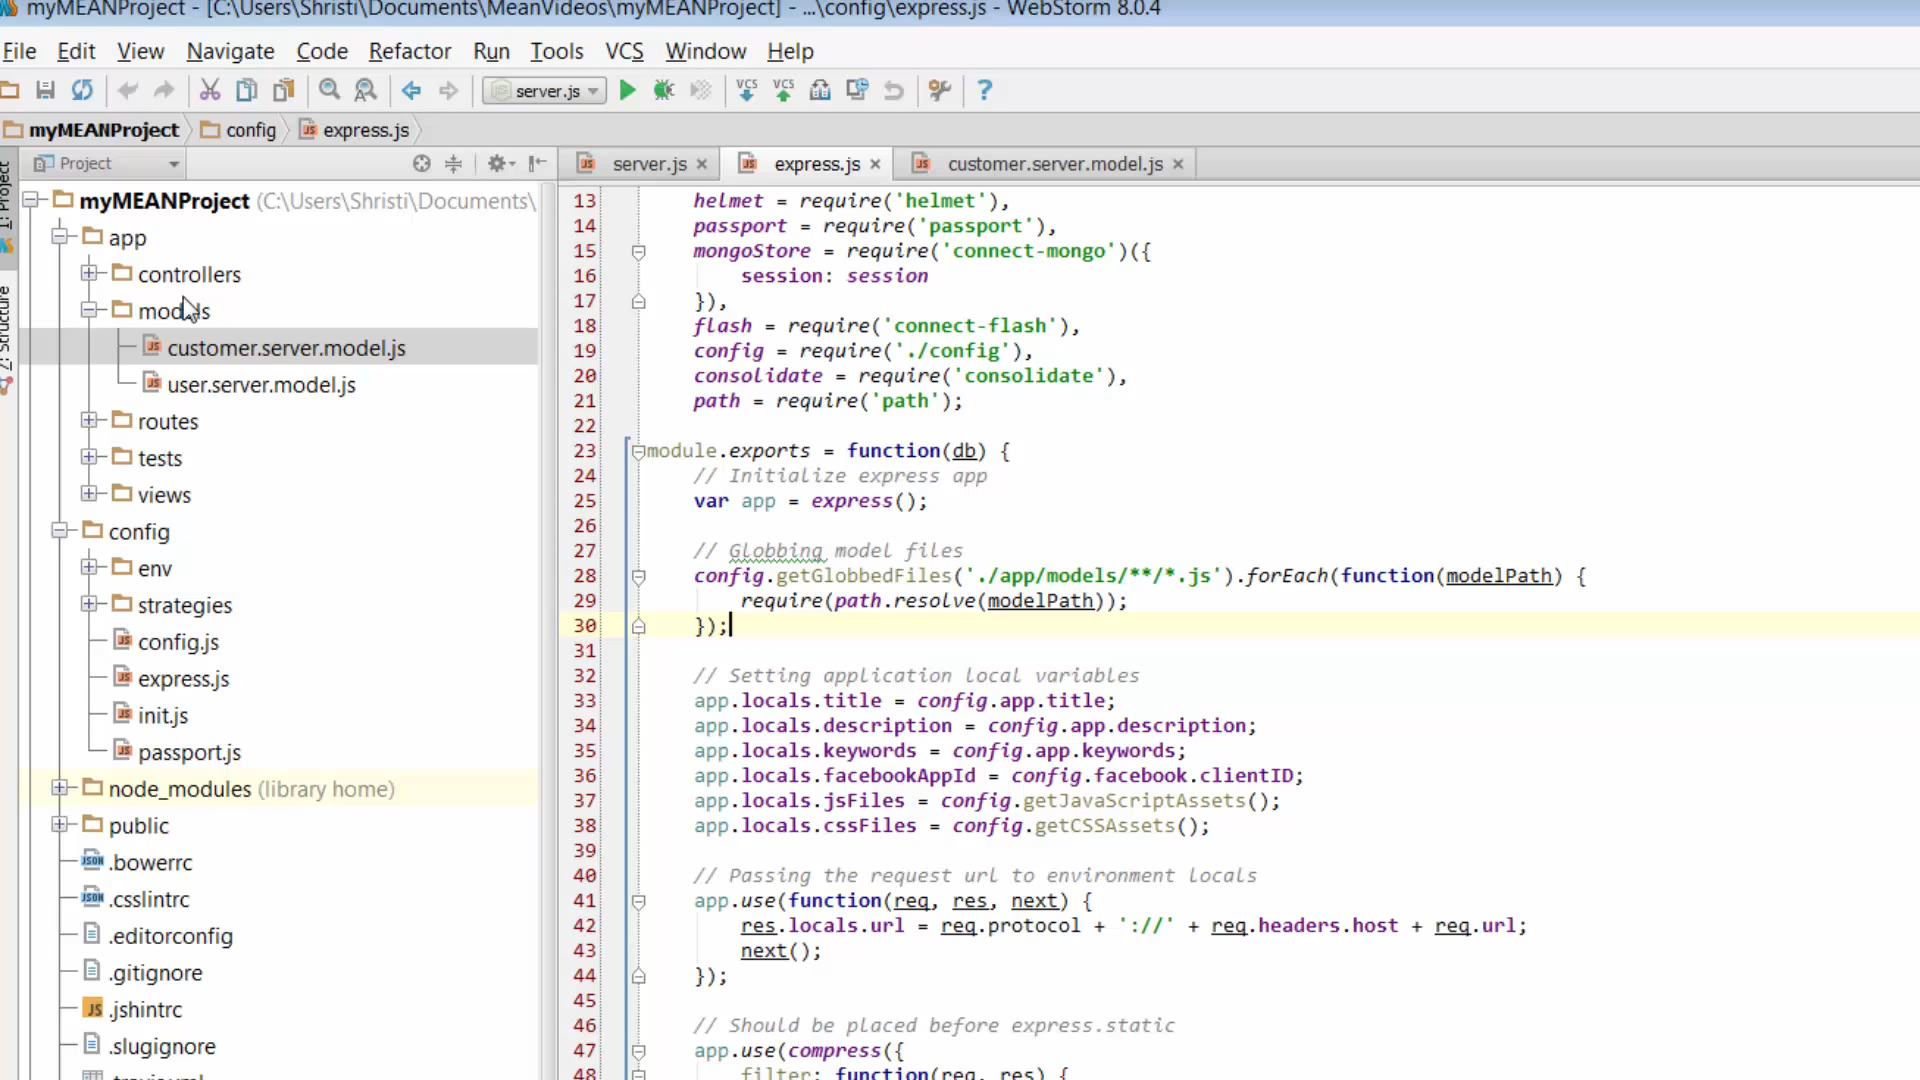 myMEANProject - [C:\Users\Shristi\Documents\MeanVideos\myMEANProject] - ...\config\express.js - WebStorm 8.0.4
File Edit View Navigate Code Refactor Run Tools VCS Window Help
server.js VCS VCS ?
myMEANProject config express.js
Project
server.js express.js customer.server.model.js
1: Project
7: Structure
myMEANProject (C:\Users\Shristi\Documents\
app
controllers
models
customer.server.model.js
user.server.model.js
routes
tests
views
config
env
strategies
config.js
express.js
init.js
passport.js
node_modules (library home)
public
.bowerrc
.csslintrc
.editorconfig
.gitignore
.jshintrc
.slugignore
13 helmet = require('helmet'),
14 passport = require('passport'),
15 mongoStore = require('connect-mongo')({
16 session: session
17 }),
18 flash = require('connect-flash'),
19 config = require('./config'),
20 consolidate = require('consolidate'),
21 path = require('path');
22
23 module.exports = function(db) {
24 // Initialize express app
25 var app = express();
26
27 // Globbing model files
28 config.getGlobbedFiles('./app/models/**/*.js').forEach(function(modelPath) {
29 require(path.resolve(modelPath));
30 });
31
32 // Setting application local variables
33 app.locals.title = config.app.title;
34 app.locals.description = config.app.description;
35 app.locals.keywords = config.app.keywords;
36 app.locals.facebookAppId = config.facebook.clientID;
37 app.locals.jsFiles = config.getJavaScriptAssets();
38 app.locals.cssFiles = config.getCSSAssets();
39
40 // Passing the request url to environment locals
41 app.use(function(req, res, next) {
42 res.locals.url = req.protocol + '://' + req.headers.host + req.url;
43 next();
44 });
45
46 // Should be placed before express.static
47 app.use(compress({
48 filter: function(req, res) {